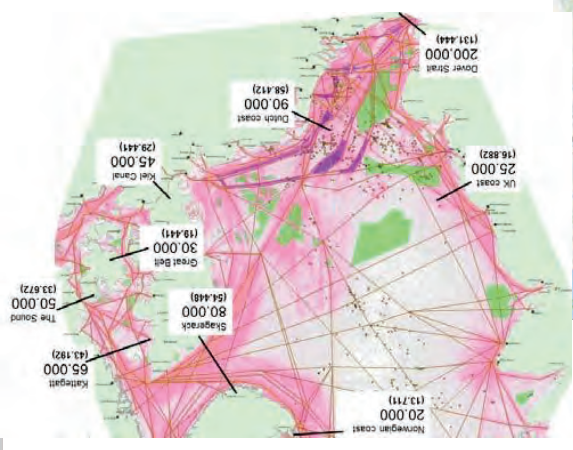 Norwegian coast
20.000
(13.711)
Kattegatt
65.000
(43.192)
Skagerack
80.000
(54.448)
The Sound
50.000
(33.672)
Great Belt
30.000
(19.441)
UK coast
25.000
(16.882)
Kiel Canal
45.000
(29.441)
Dutch coast
90.000
(58.412)
Dover Strait
200.000
(131.444)